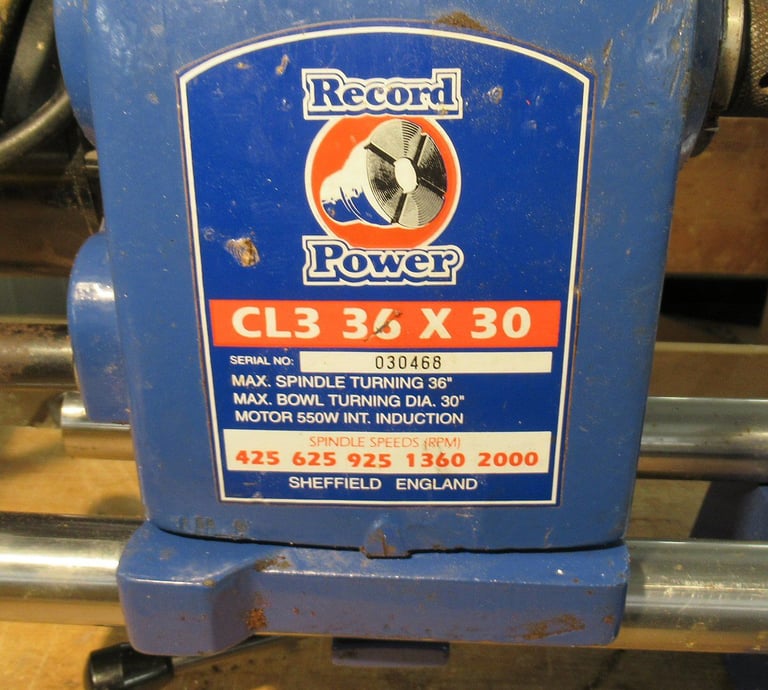 Record
Power
CL3 36 X 30
SERIAL NO: 030468
MAX. SPINDLE TURNING 36"
MAX. BOWL TURNING DIA. 30"
MOTOR 550W INT. INDUCTION
SPINDLE SPEEDS (RPM)
425 625 925 1360 2000
SHEFFIELD ENGLAND